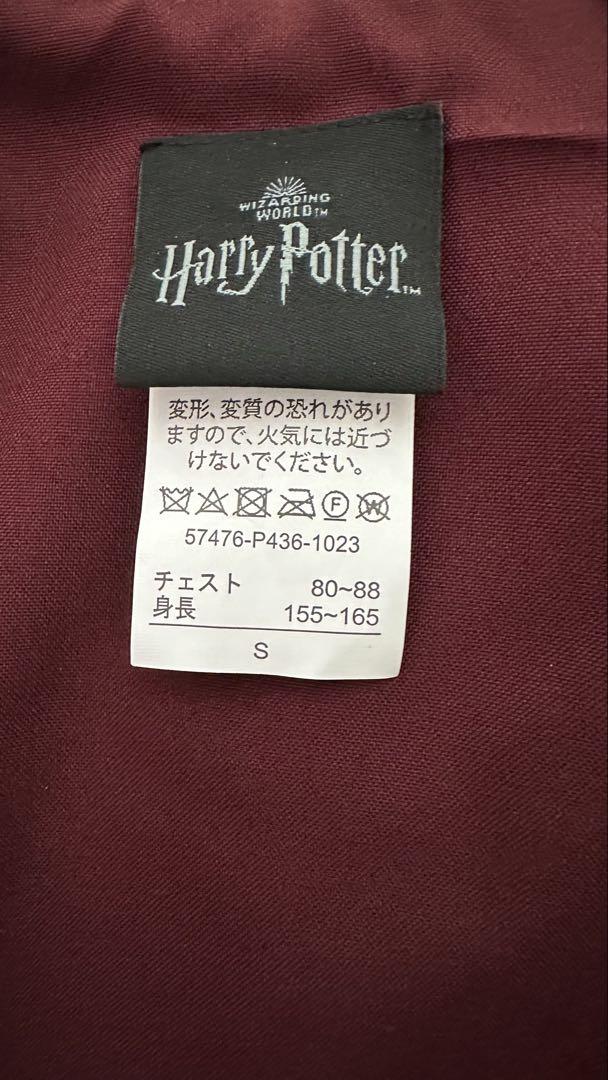 WIZARDING
WORLD™
Harry Potter™
変形、変質の恐れがあり
ますので、火気には近づ
けないでください。
F W
57476-P436-1023
チェスト 80~88
身長 155~165
S